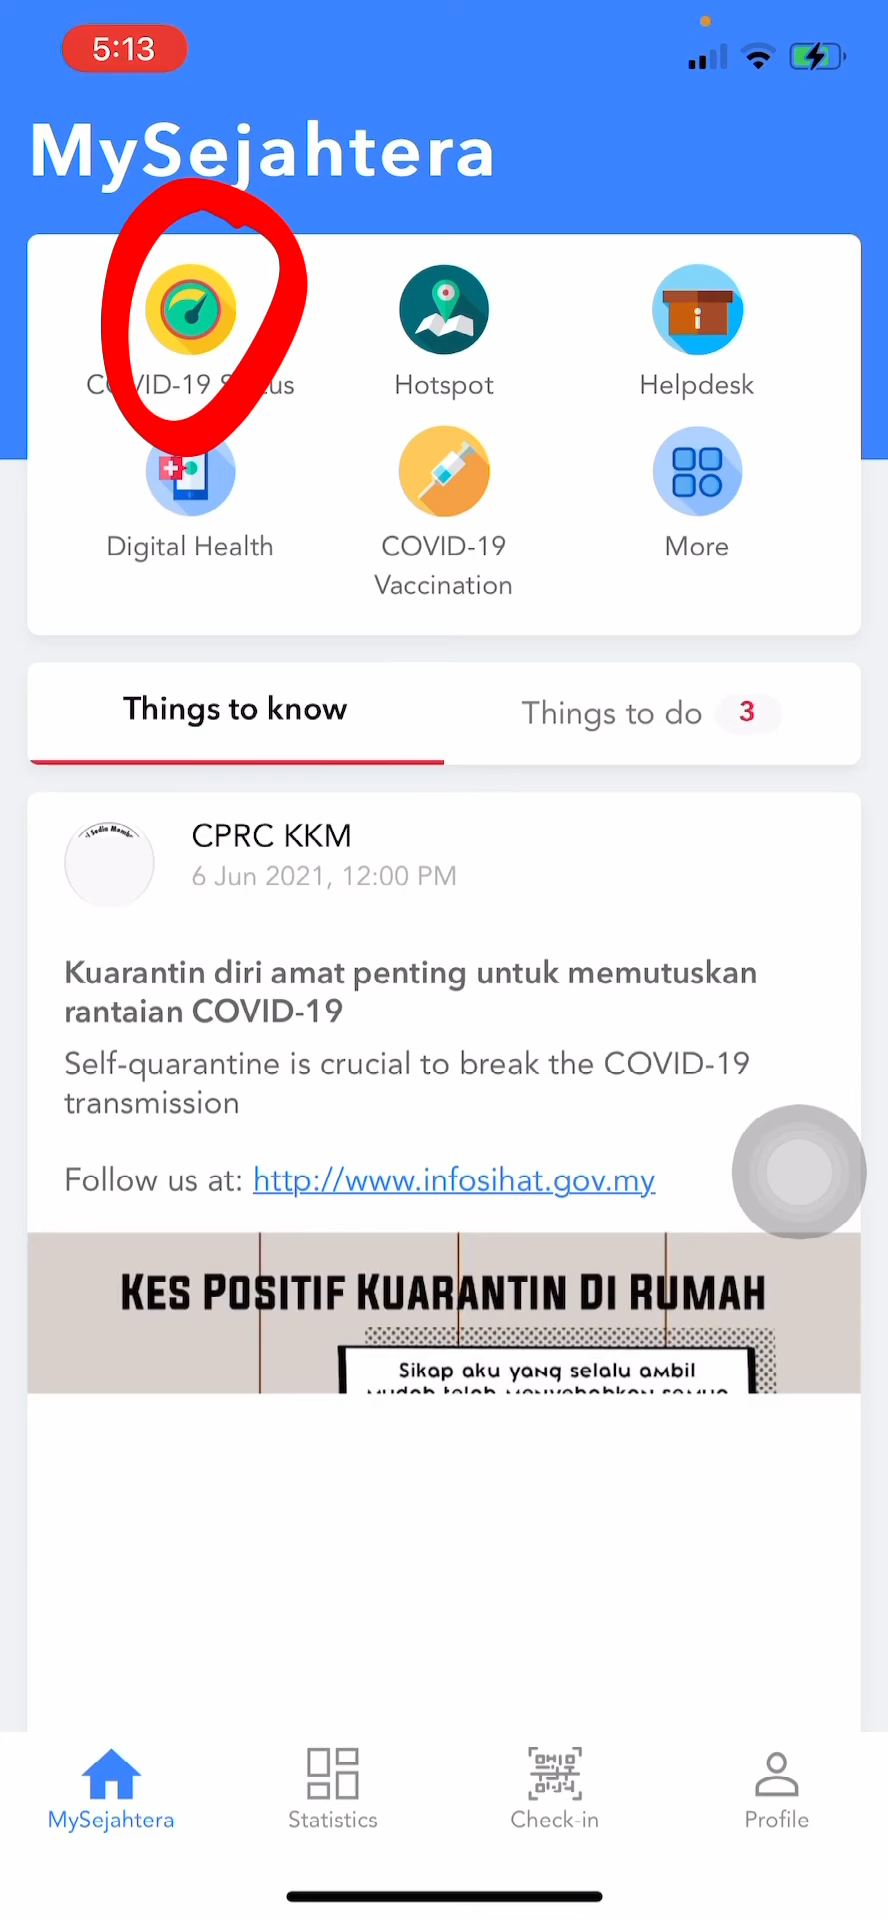 5:13
MySejahtera
COVID-19 Status
Hotspot
Helpdesk
Digital Health
COVID-19
Vaccination
More
Things to know
Things to do 3
CPRC KKM
6 Jun 2021, 12:00 PM
Kuarantin diri amat penting untuk memutuskan
rantaian COVID-19
Self-quarantine is crucial to break the COVID-19
transmission
Follow us at: http://www.infosihat.gov.my
KES POSITIF KUARANTIN DI RUMAH
Sikap aku yang selalu ambil
MySejahtera
Statistics
Check-in
Profile